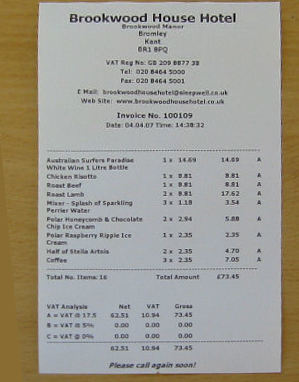 Brookwood House Hotel
Brookwood Manor
Bromley
Kent
BR1 8PQ
VAT Reg No: GB 209 8877 38
Tel: 020 8464 5000
Fax: 020 8464 5001
E Mail: brookwoodhousehotel@sleepwell.co.uk
Web Site: www.brookwoodhousehotel.co.uk
Invoice No. 100109
Date: 04.04.07 Time: 14:38:32
Australian Surfers Paradise 1 x 14.69 14.69 A
White Wine 1 Litre Bottle
Chicken Risotto 1 x 8.81 8.81 A
Roast Beef 1 x 8.81 8.81 A
Roast Lamb 2 x 8.81 17.62 A
Mixer - Splash of Sparkling 3 x 1.18 3.54 A
Perrier Water
Polar Honeycomb & Chocolate 2 x 2.94 5.88 A
Chip Ice Cream
Polar Raspberry Ripple Ice 1 x 2.35 2.35 A
Cream
Half of Stella Artois 2 x 2.35 4.70 A
Coffee 3 x 2.35 7.05 A
Total No. Items: 16 Total Amount £73.45
VAT Analysis Net VAT Gross
A = VAT @ 17.5 62.51 10.94 73.45
B = VAT @ 5% 0.00 0.00 0.00
C = VAT @ 0% 0.00 0.00 0.00
62.51 10.94 73.45
Please call again soon!